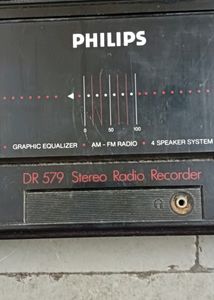 PHILIPS
0 50 100
• GRAPHIC EQUALIZER • AM - FM RADIO • 4 SPEAKER SYSTEM
DR 579 Stereo Radio Recorder